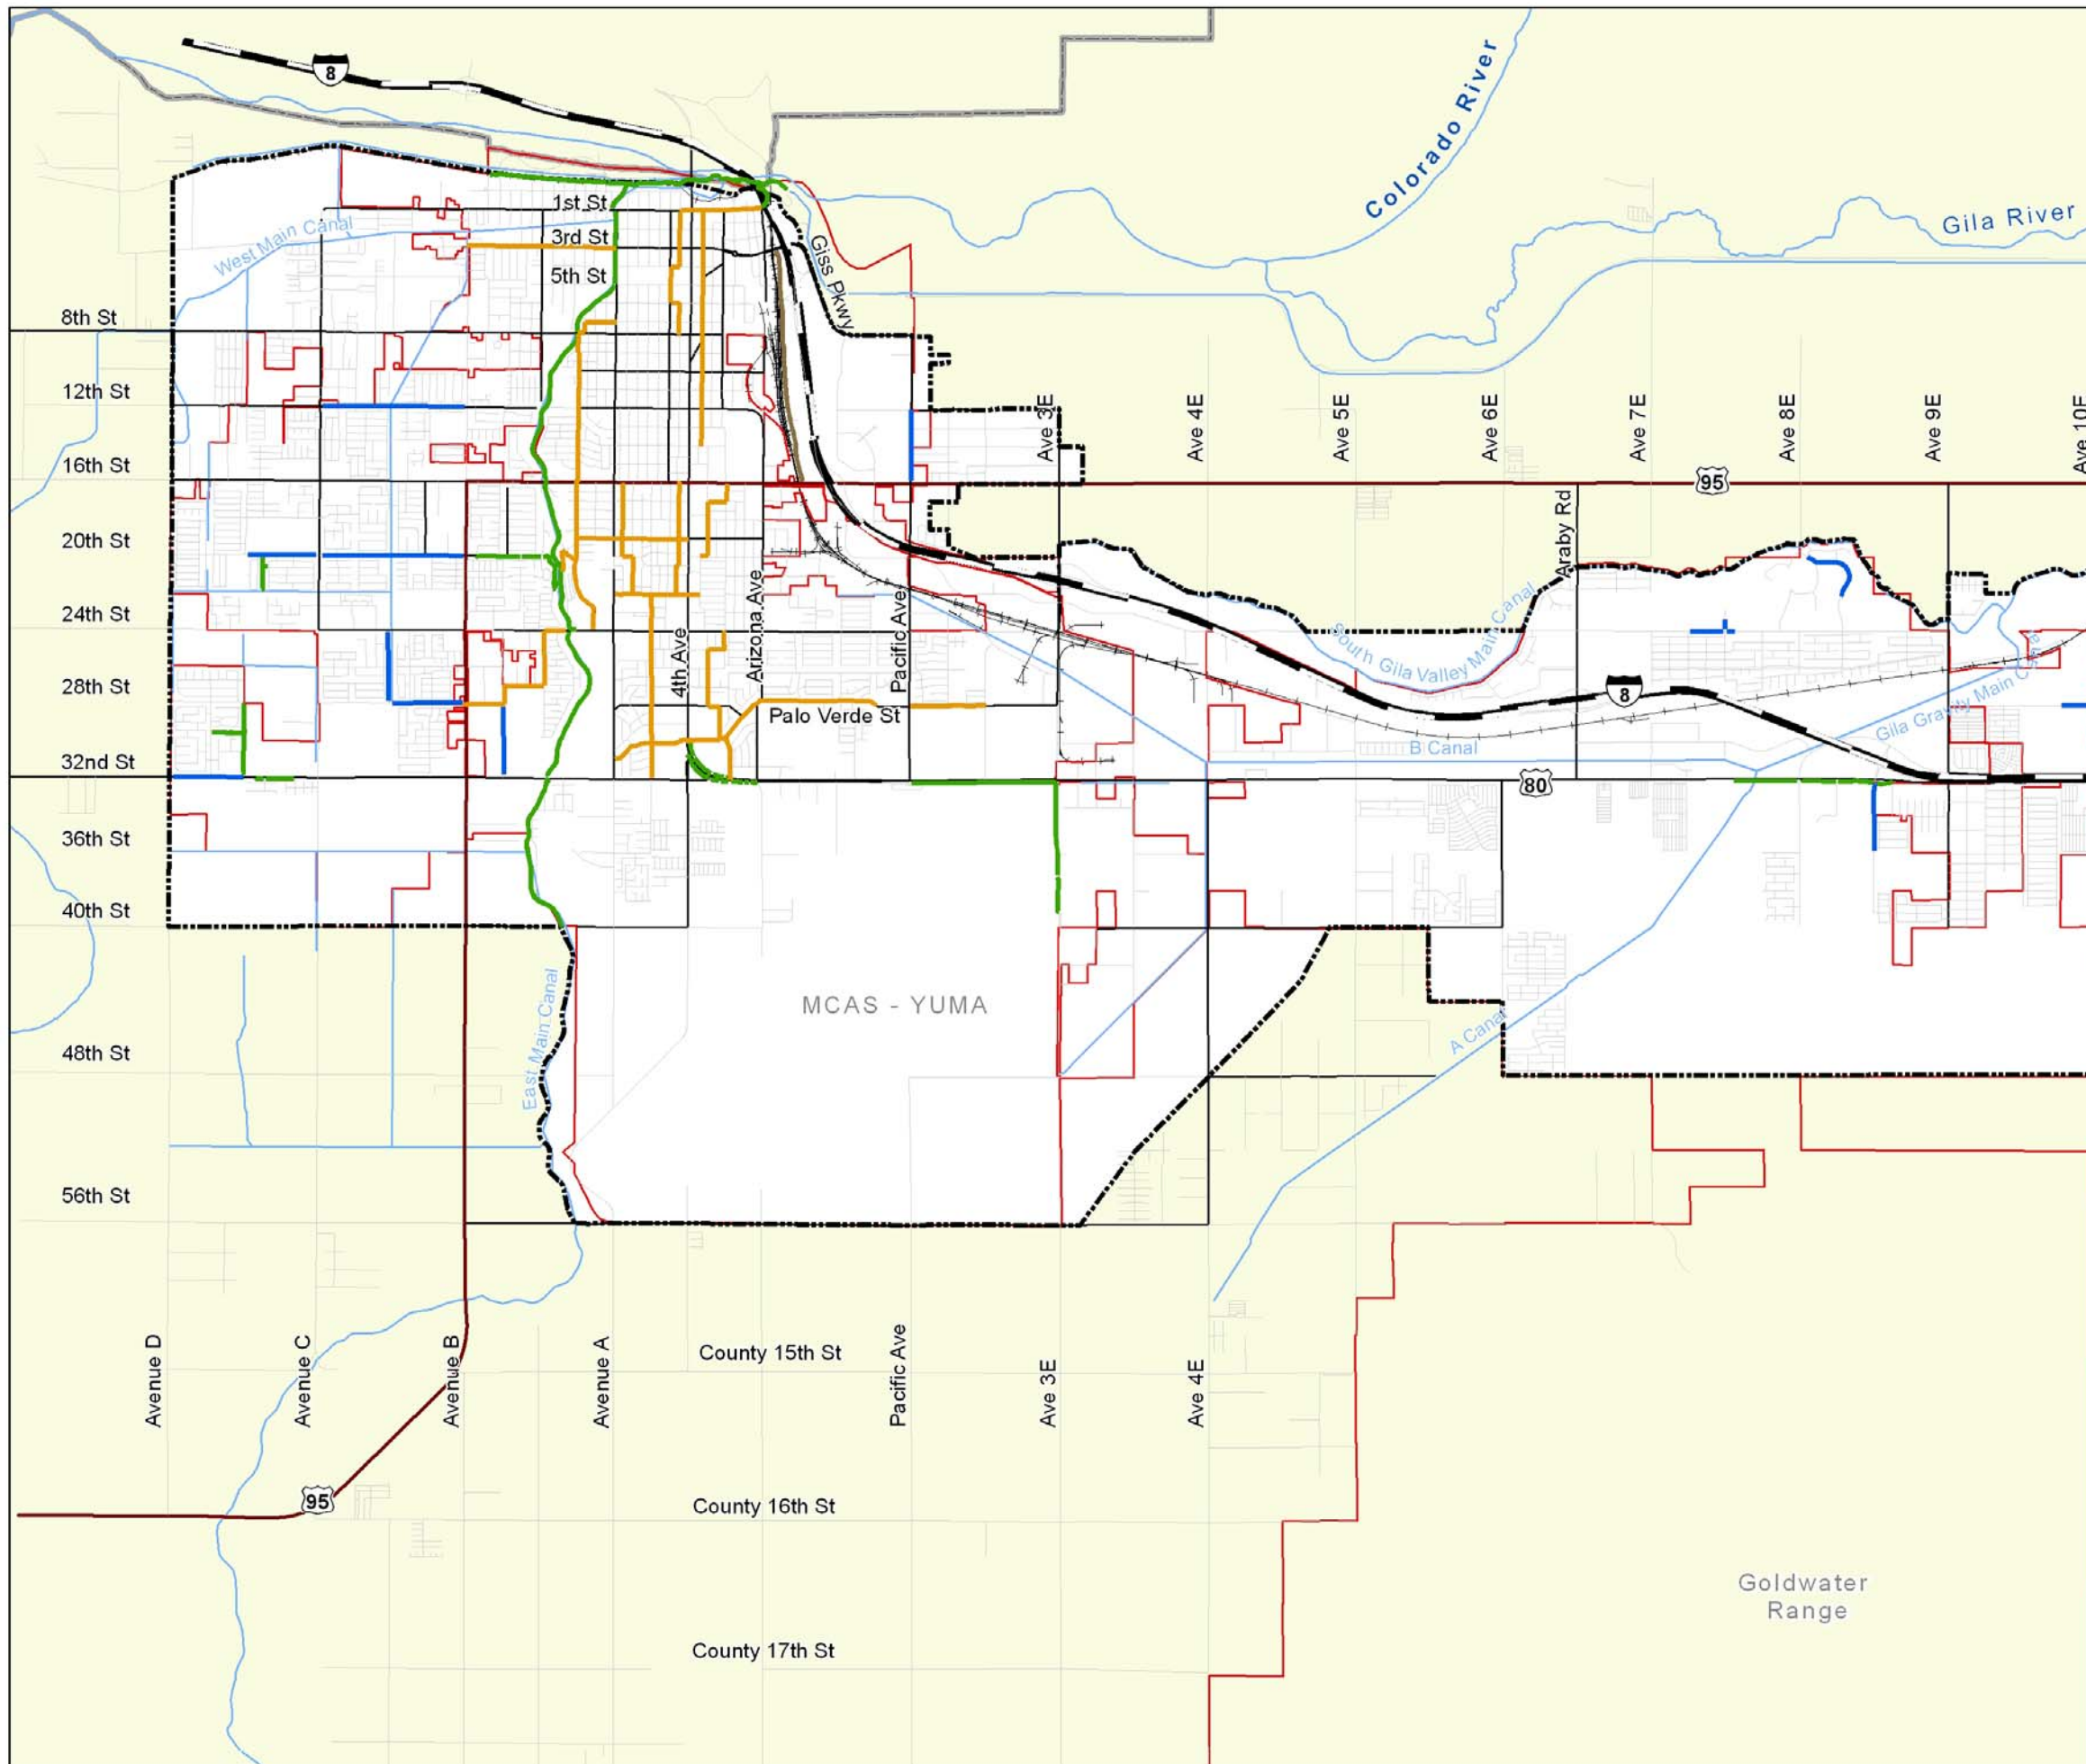 8
Colorado River
Gila River
1st St
West Main Canal
3rd St
Giss Pkwy
5th St
8th St
12th St
Ave 3E
Ave 4E
Ave 5E
Ave 6E
Ave 7E
Ave 8E
Ave 9E
Ave 10E
16th St
95
Araby Rd
20th St
24th St
Arizona Ave
Pacific Ave
4th Ave
South Gila Valley Main Canal
28th St
8
Palo Verde St
Gila Gravity Main Canal
B Canal
32nd St
80
36th St
40th St
MCAS - YUMA
East Main Canal
A Canal
48th St
56th St
Avenue D
Avenue C
Avenue B
Avenue A
County 15th St
Pacific Ave
Ave 3E
Ave 4E
95
County 16th St
Goldwater
Range
County 17th St